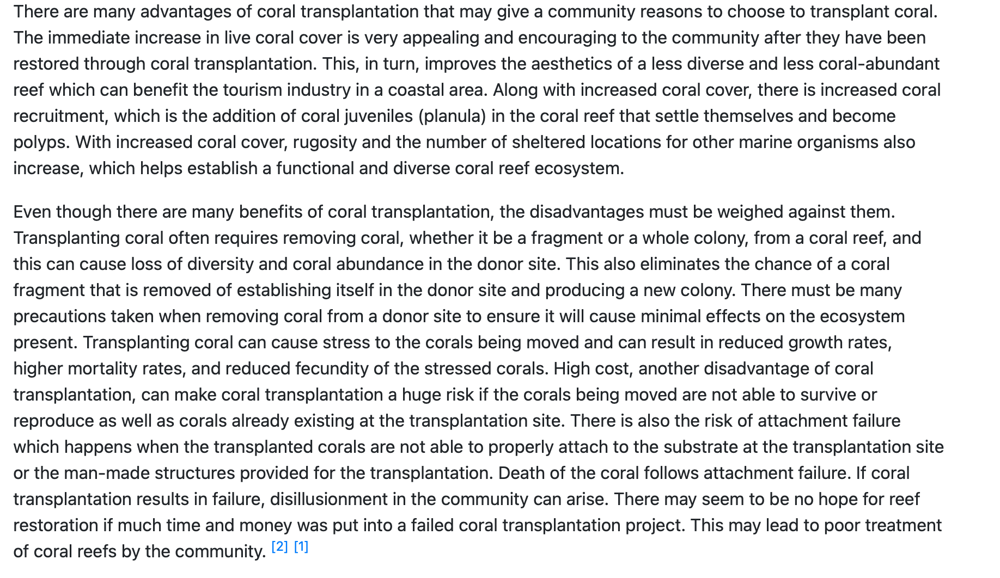 There are many advantages of coral transplantation that may give a community reasons to choose to transplant coral.
The immediate increase in live coral cover is very appealing and encouraging to the community after they have been
restored through coral transplantation. This, in turn, improves the aesthetics of a less diverse and less coral-abundant
reef which can benefit the tourism industry in a coastal area. Along with increased coral cover, there is increased coral
recruitment, which is the addition of coral juveniles (planula) in the coral reef that settle themselves and become
polyps. With increased coral cover, rugosity and the number of sheltered locations for other marine organisms also
increase, which helps establish a functional and diverse coral reef ecosystem.
Even though there are many benefits of coral transplantation, the disadvantages must be weighed against them.
Transplanting coral often requires removing coral, whether it be a fragment or a whole colony, from a coral reef, and
this can cause loss of diversity and coral abundance in the donor site. This also eliminates the chance of a coral
fragment that is removed of establishing itself in the donor site and producing a new colony. There must be many
precautions taken when removing coral from a donor site to ensure it will cause minimal effects on the ecosystem
present. Transplanting coral can cause stress to the corals being moved and can result in reduced growth rates,
higher mortality rates, and reduced fecundity of the stressed corals. High cost, another disadvantage of coral
transplantation, can make coral transplantation a huge risk if the corals being moved are not able to survive or
reproduce as well as corals already existing at the transplantation site. There is also the risk of attachment failure
which happens when the transplanted corals are not able to properly attach to the substrate at the transplantation site
or the man-made structures provided for the transplantation. Death of the coral follows attachment failure. If coral
transplantation results in failure, disillusionment in the community can arise. There may seem to be no hope for reef
restoration if much time and money was put into a failed coral transplantation project. This may lead to poor treatment
of coral reefs by the community. [2] [1]